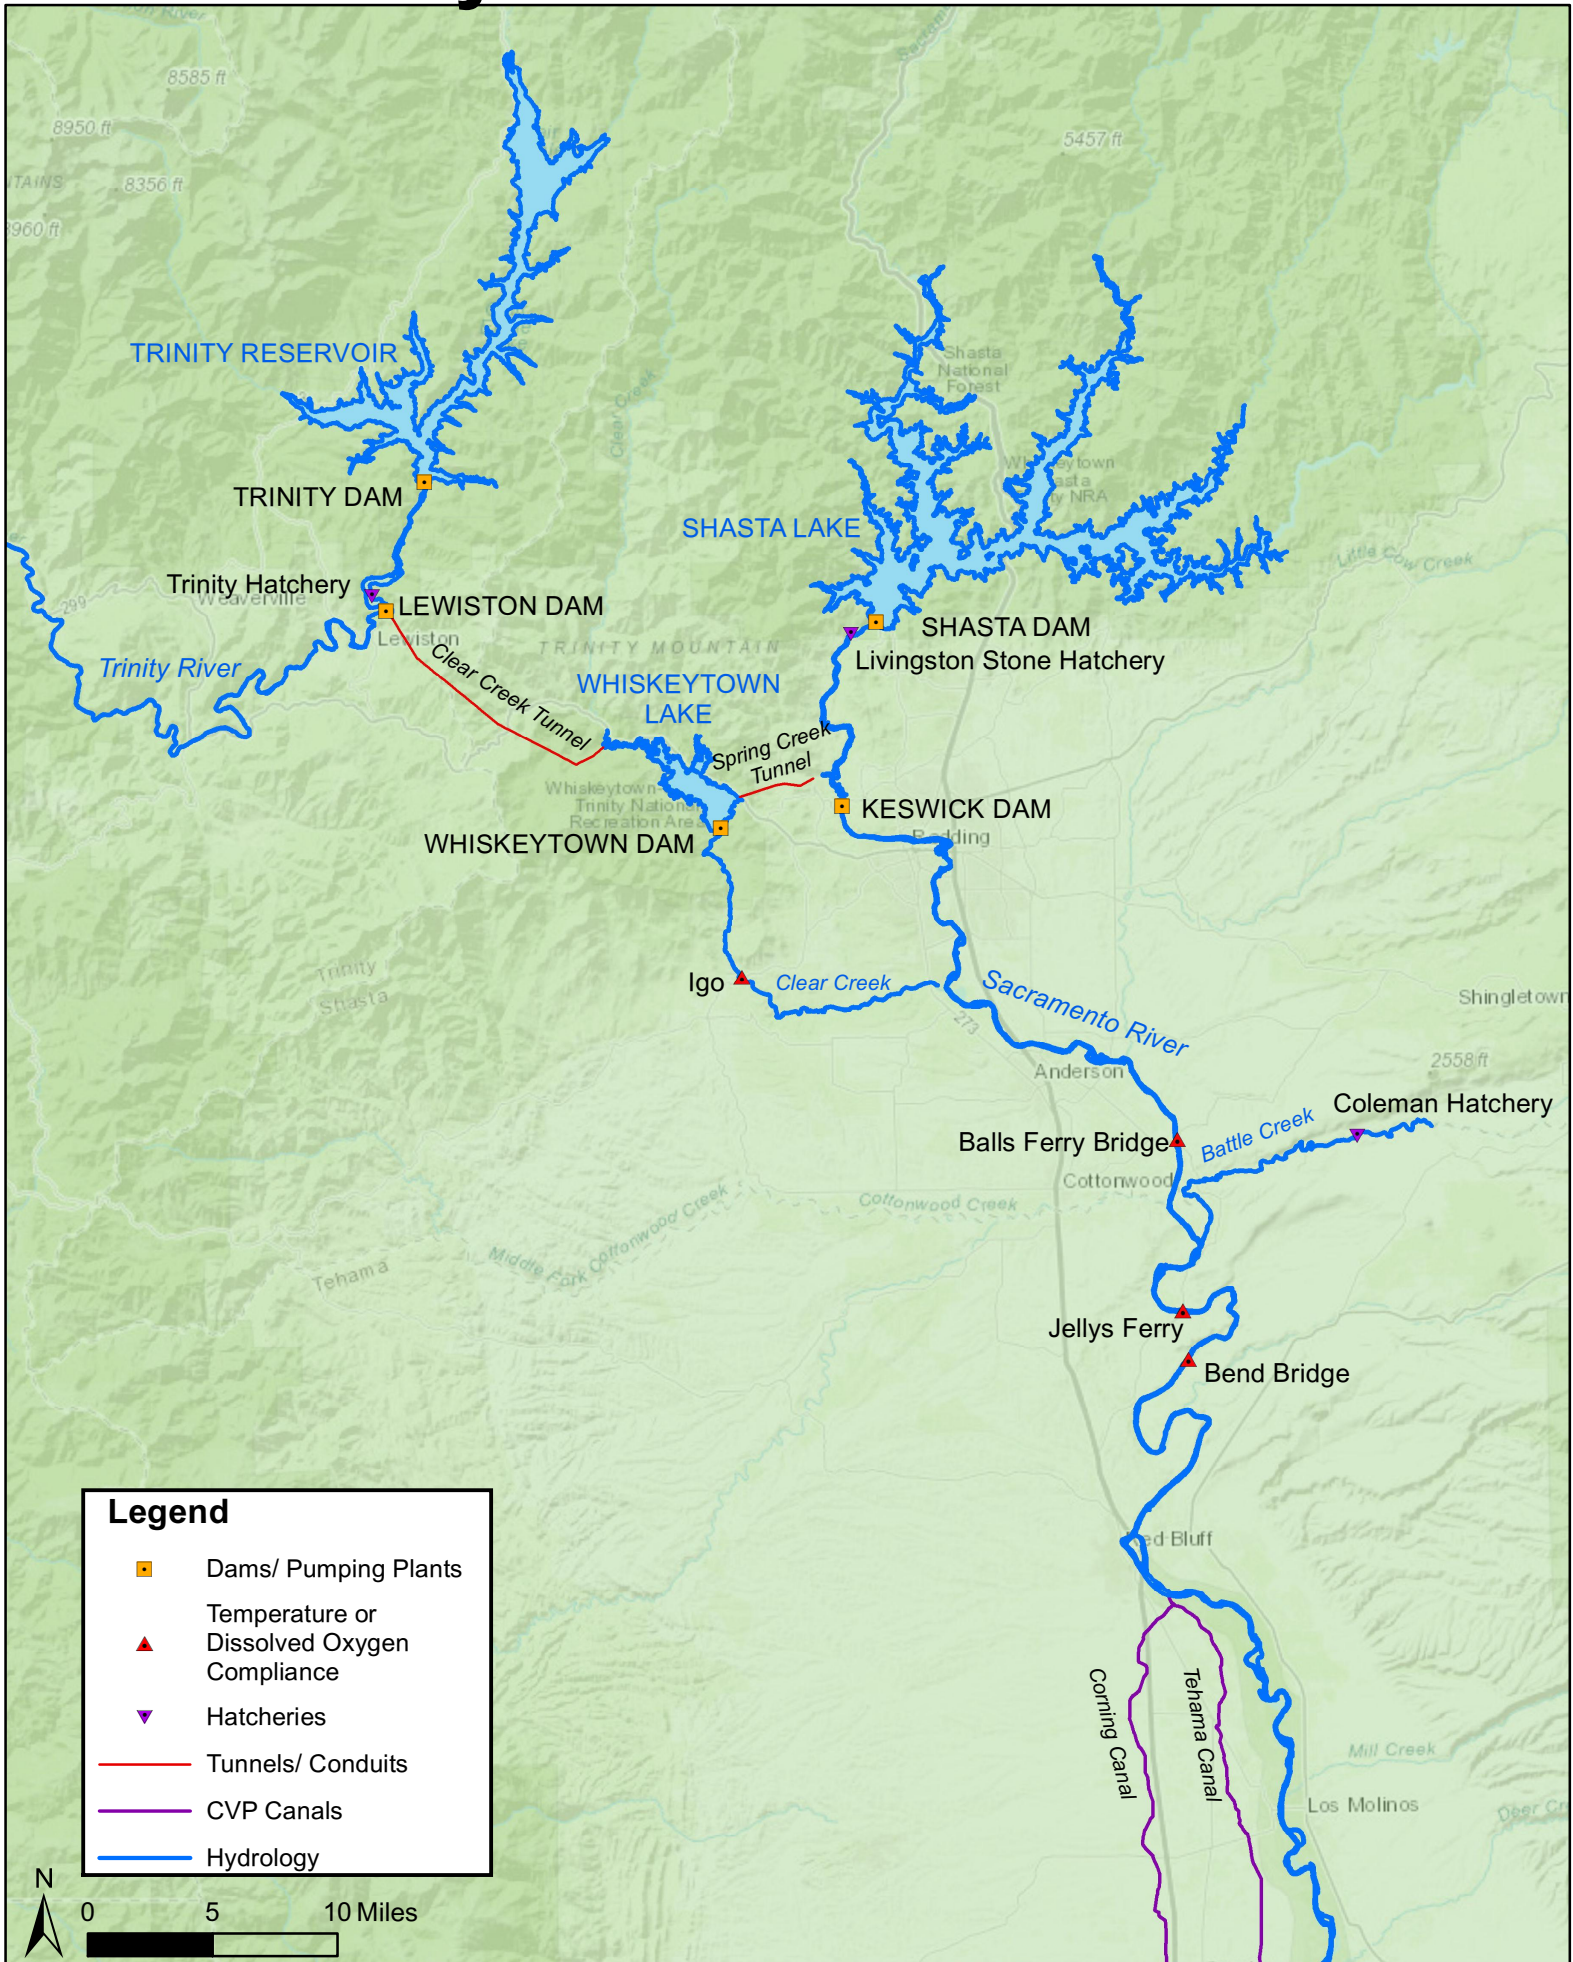 8585 ft
8950 ft
5457 ft
8356 ft
8960 ft
TRINITY RESERVOIR
Shasta
National
Forest
Clear Creek
TRINITY DAM
SHASTA LAKE
Little Cow Creek
Trinity Hatchery
Weaverville
299
LEWISTON DAM
Lewiston
SHASTA DAM
TRINITY MOUNTAIN
Livingston Stone Hatchery
Trinity River
Clear Creek Tunnel
WHISKEYTOWN
LAKE
Spring Creek
Tunnel
Whiskeytown-
Trinity National
Recreation Area
KESWICK DAM
Redding
WHISKEYTOWN DAM
Trinity
Shasta
Igo
Clear Creek
Sacramento River
Shingletown
273
Anderson
2558 ft
Coleman Hatchery
Balls Ferry Bridge
Battle Creek
Cottonwood
Cottonwood Creek
Middle Fork Cottonwood Creek
Tehama
Jellys Ferry
Bend Bridge
Red Bluff
Corning Canal
Tehama Canal
Mill Creek
Los Molinos
Legend
Dams/ Pumping Plants
Temperature or
Dissolved Oxygen
Compliance
Hatcheries
Tunnels/ Conduits
CVP Canals
Hydrology
N
0 5 10 Miles